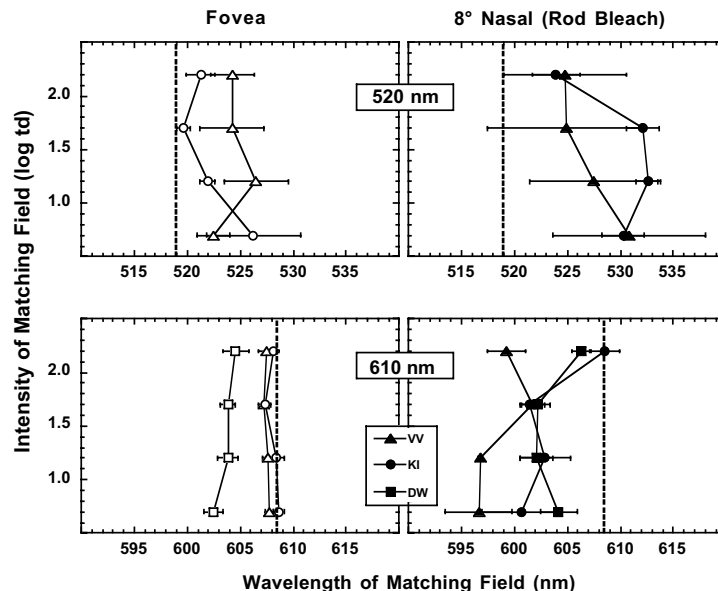 Fovea
8° Nasal (Rod Bleach)
Intensity of Matching Field (log td)
2.0
1.5
1.0
520 nm
515 520 525 530 535
515 520 525 530 535
2.0
1.5
1.0
610 nm
VV
KI
DW
595 600 605 610
595 600 605 610
Wavelength of Matching Field (nm)